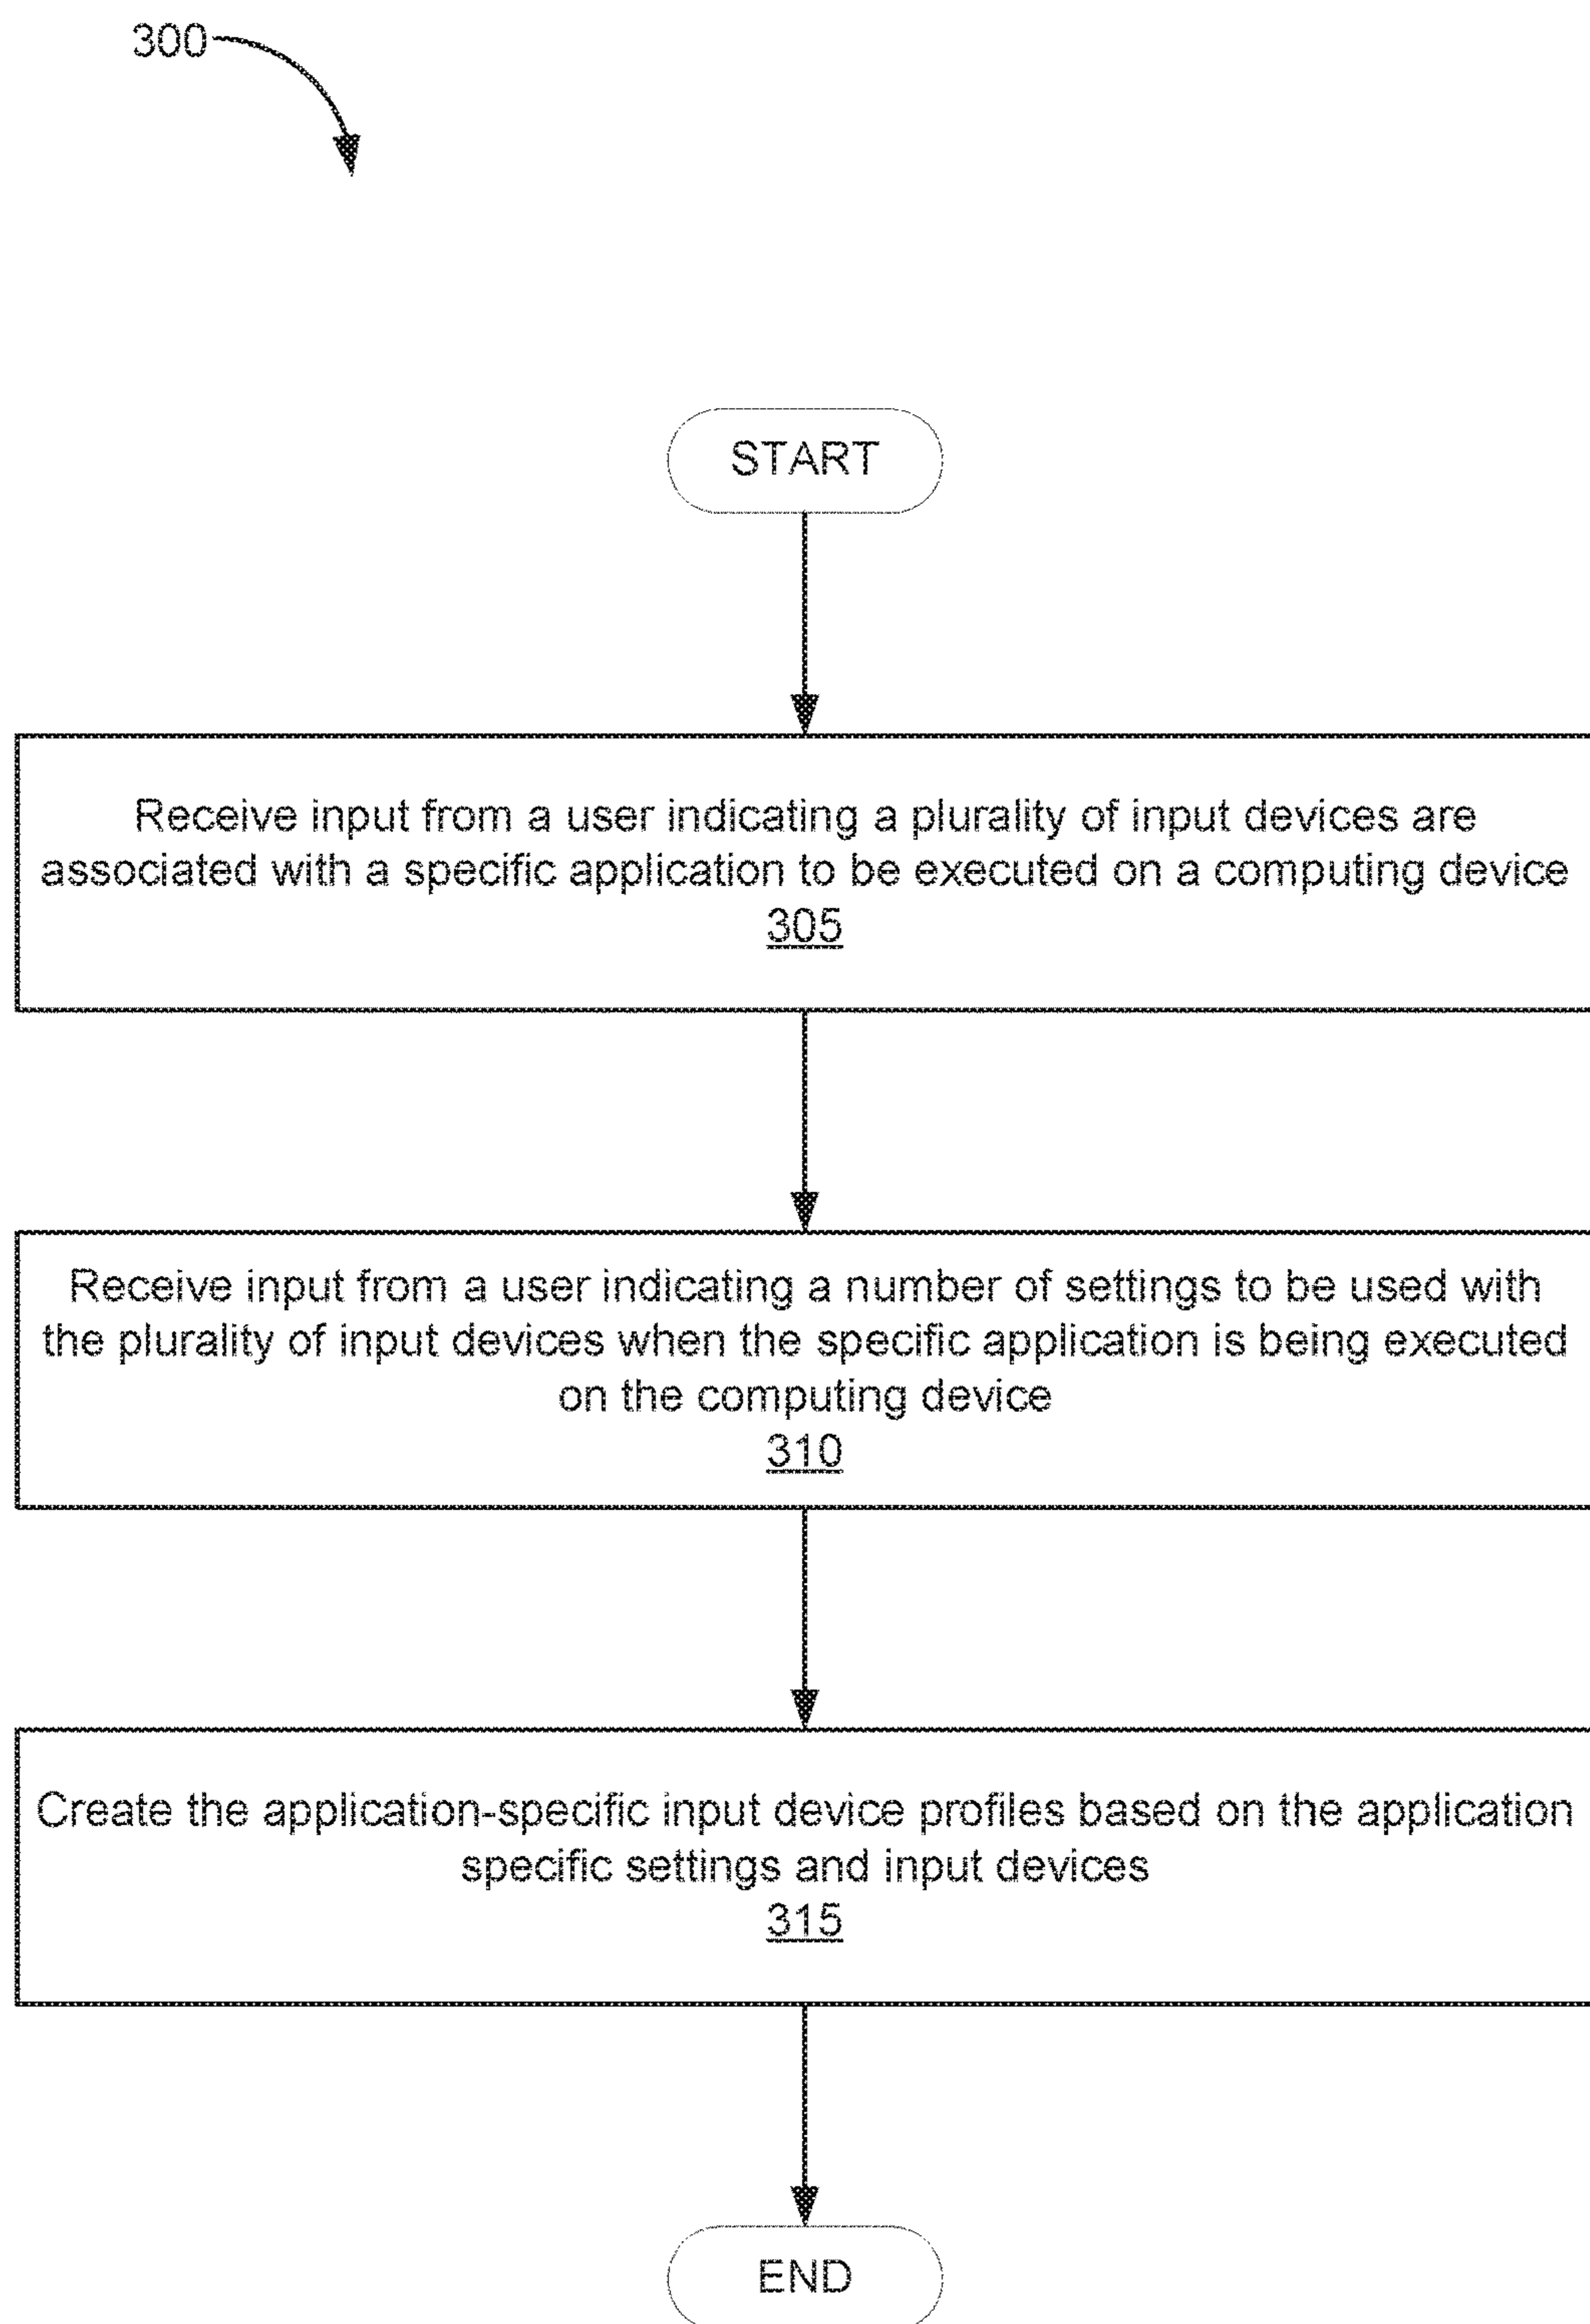 300
START
Receive input from a user indicating a plurality of input devices are
associated with a specific application to be executed on a computing device
305
Receive input from a user indicating a number of settings to be used with
the plurality of input devices when the specific application is being executed
on the computing device
310
Create the application-specific input device profiles based on the application
specific settings and input devices
315
END